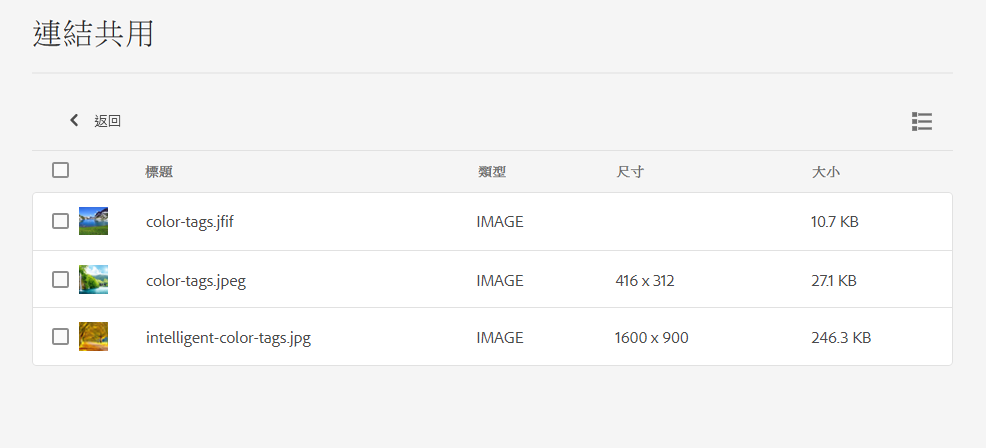 連結共用
返回
標題 類型 尺寸 大小
color-tags.jfif IMAGE 10.7 KB
color-tags.jpeg IMAGE 416 x 312 27.1 KB
intelligent-color-tags.jpg IMAGE 1600 x 900 246.3 KB